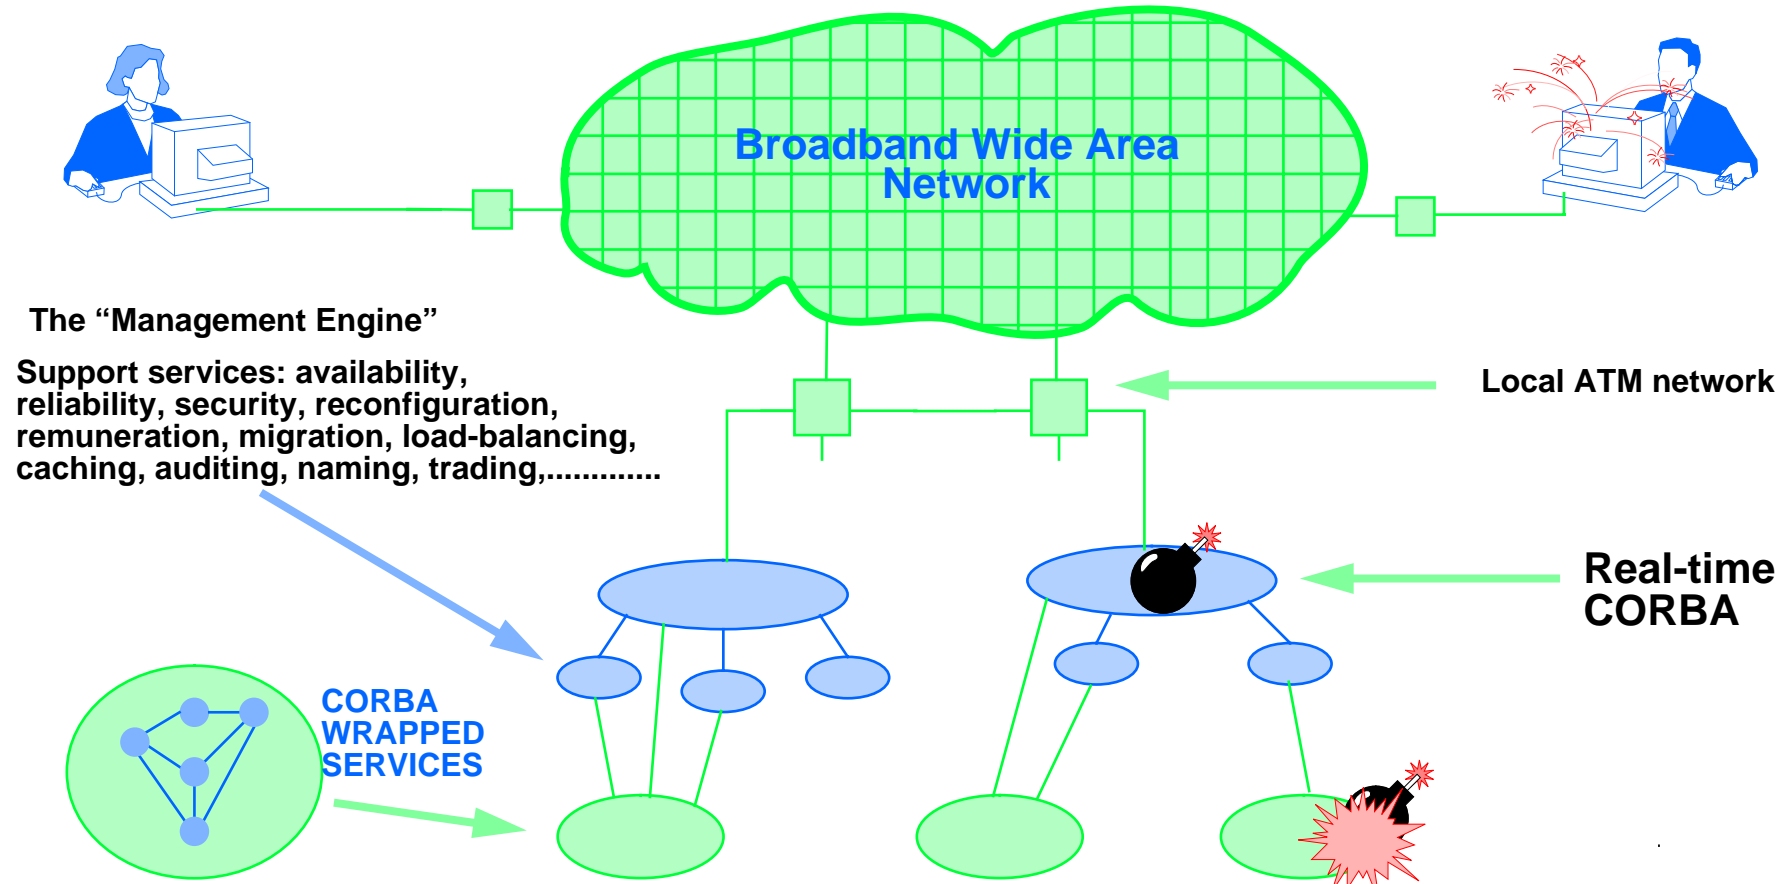 Broadband Wide Area
Network
The “Management Engine”
Support services: availability,
reliability, security, reconfiguration,
remuneration, migration, load-balancing,
caching, auditing, naming, trading,..............
Local ATM network
Real-time
CORBA
CORBA
WRAPPED
SERVICES